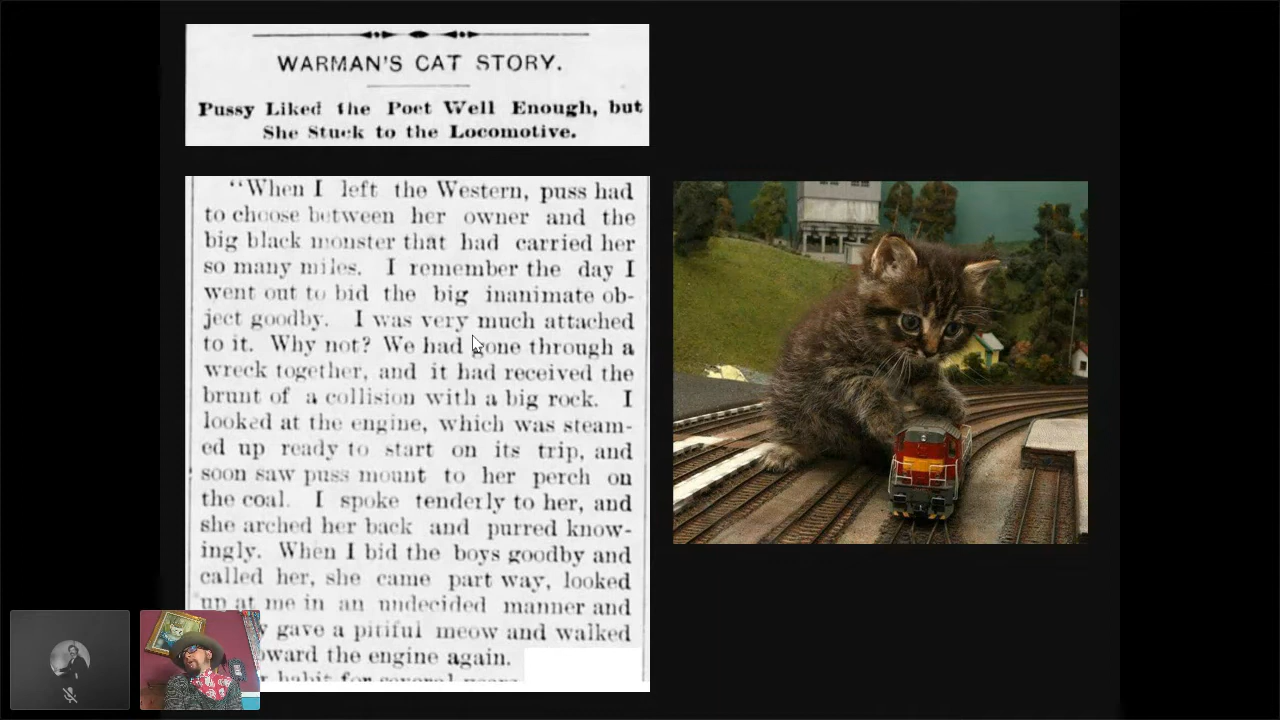 WARMAN'S CAT STORY.
Pussy Liked the Poet Well Enough, but
She Stuck to the Locomotive.
"When I left the Western, puss had
to choose between her owner and the
big black monster that had carried her
so many miles. I remember the day I
went out to bid the big inanimate ob-
ject goodby. I was very much attached
to it. Why not? We had gone through a
wreck together, and it had received the
brunt of a collision with a big rock. I
looked at the engine, which was steam-
ed up ready to start on its trip, and
soon saw puss mount to her perch on
the coal. I spoke tenderly to her, and
she arched her back and purred know-
ingly. When I bid the boys goodby and
called her, she came part way, looked
up at me in an undecided manner and
gave a pitiful meow and walked
toward the engine again.
habit for several years